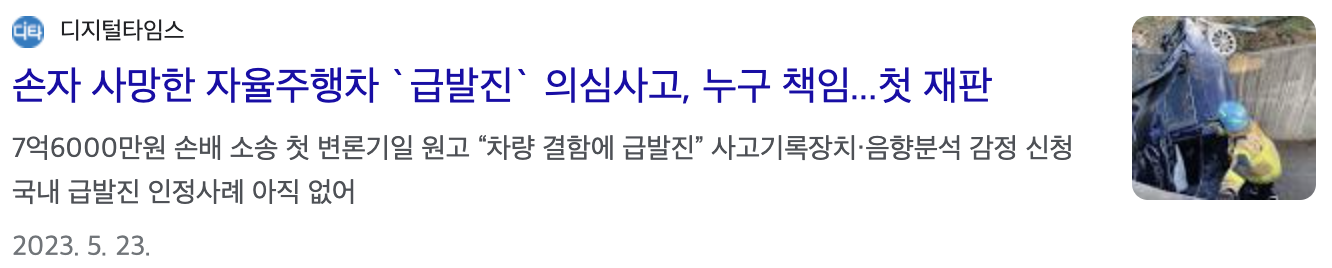 디타 디지털타임스
손자 사망한 자율주행차 `급발진` 의심사고, 누구 책임...첫 재판
7억6000만원 손배 소송 첫 변론기일 원고 “차량 결함에 급발진” 사고기록장치·음향분석 감정 신청
국내 급발진 인정사례 아직 없어
2023. 5. 23.